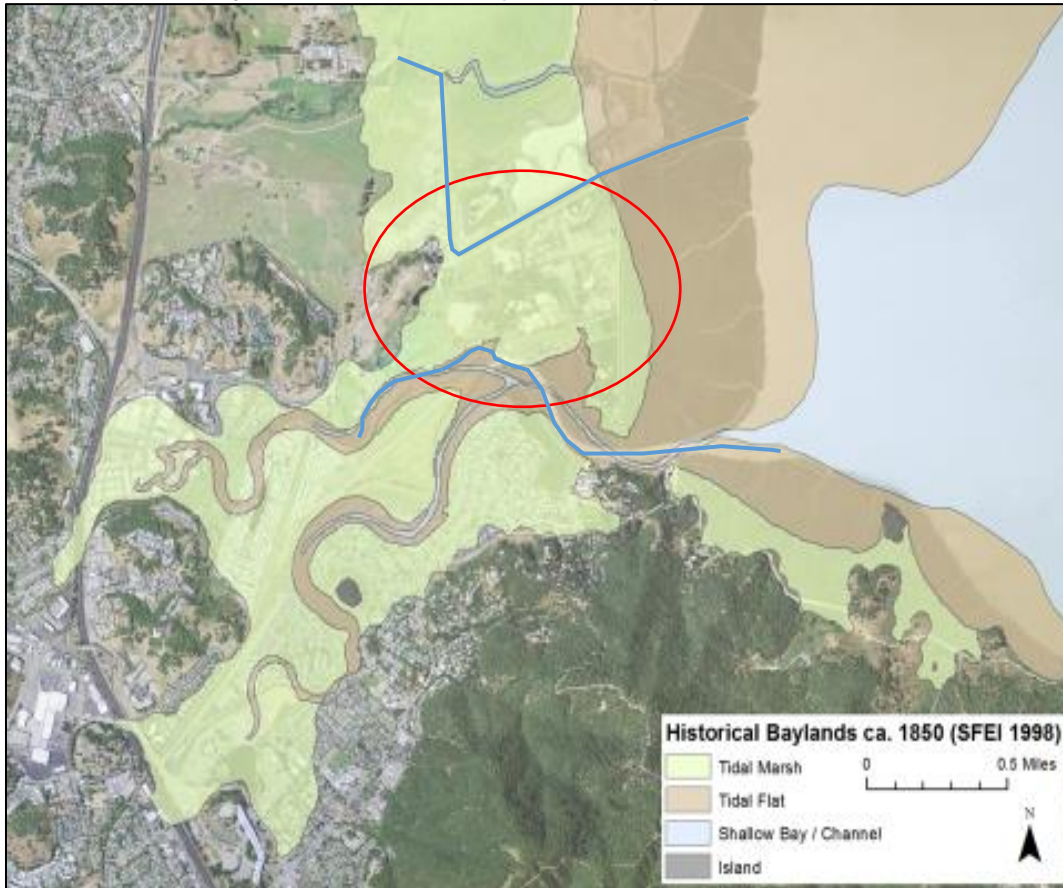 Historical Baylands ca. 1850 (SFEI 1998)
Tidal Marsh
Tidal Flat
Shallow Bay / Channel
Island
0 0.5 Miles
N